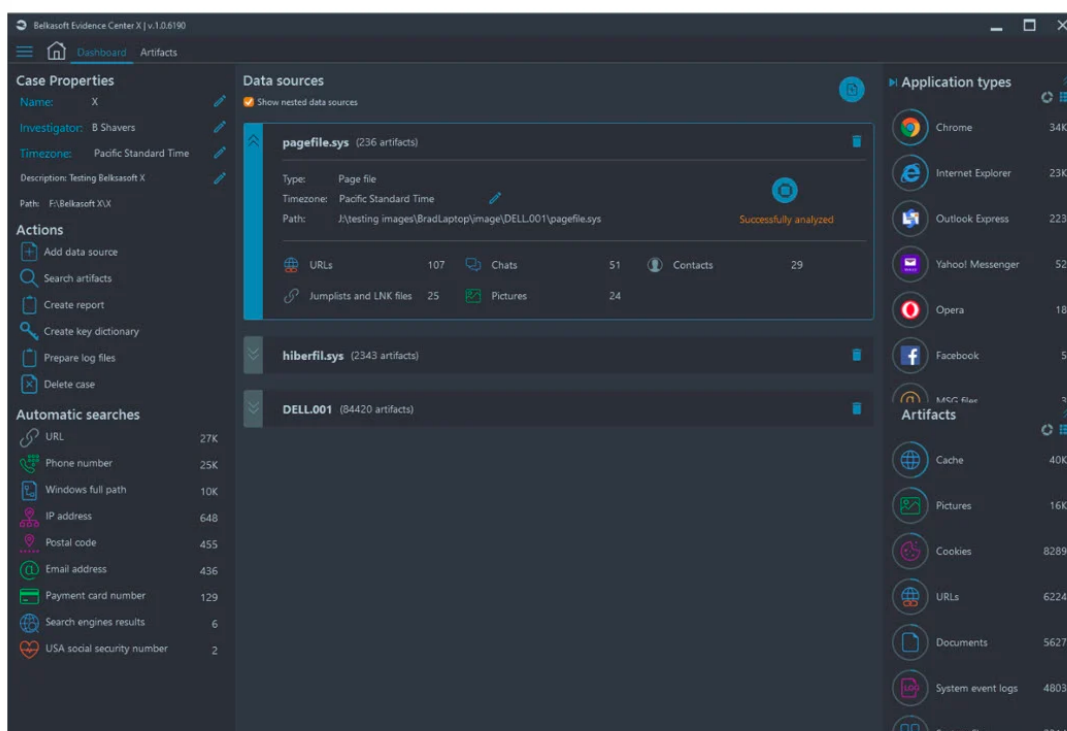 Belkasoft Evidence Center X | v.1.0.6190
Dashboard Artifacts
Case Properties
Name: X
Investigator: B Shavers
Timezone: Pacific Standard Time
Description: Testing Belksasoft X
Path: F:\Belkasoft X\X
Actions
Add data source
Search artifacts
Create report
Create key dictionary
Prepare log files
Delete case
Automatic searches
URL 27K
Phone number 25K
Windows full path 10K
IP address 648
Postal code 455
Email address 436
Payment card number 129
Search engines results 6
USA social security number 2
Data sources
Show nested data sources
pagefile.sys (236 artifacts)
Type: Page file
Timezone: Pacific Standard Time
Path: J:\testing images\BradLaptop\image\DELL.001\pagefile.sys
Successfully analyzed
URLs 107 Chats 51 Contacts 29
Jumplists and LNK files 25 Pictures 24
hiberfil.sys (2343 artifacts)
DELL.001 (84420 artifacts)
Application types
Chrome 34K
Internet Explorer 23K
Outlook Express 223
Yahoo! Messenger 52
Opera 18
Facebook 5
MSG files 3
Artifacts
Cache 40K
Pictures 16K
Cookies 8289
URLs 6224
Documents 5627
System event logs 4803